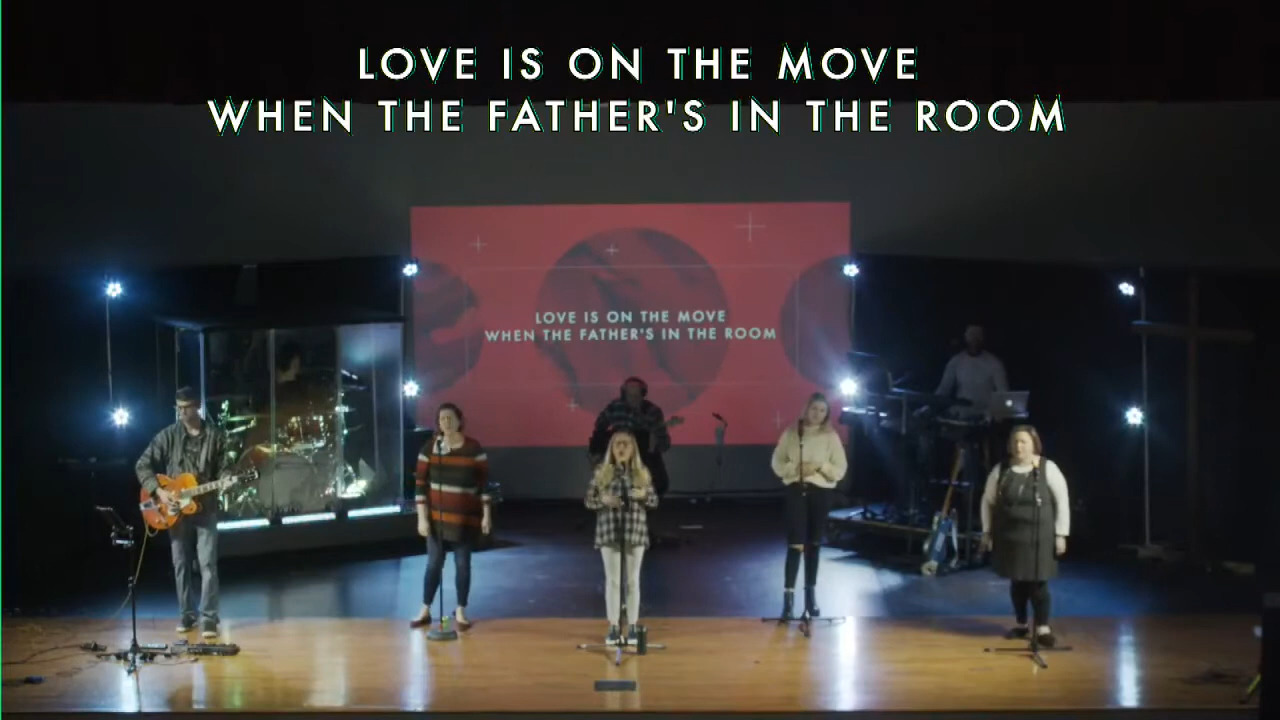 LOVE IS ON THE MOVE
WHEN THE FATHER'S IN THE ROOM
LOVE IS ON THE MOVE
WHEN THE FATHER'S IN THE ROOM